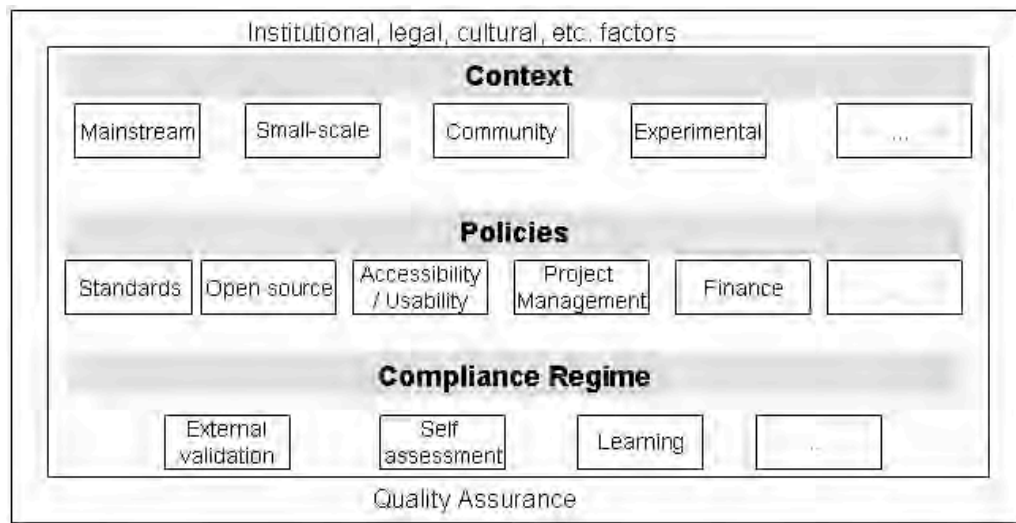 Institutional, legal, cultural, etc. factors
Context
Mainstream
Small-scale
Community
Experimental
...
Policies
Standards
Open source
Accessibility
/ Usability
Project
Management
Finance
...
Compliance Regime
External
validation
Self
assessment
Learning
...
Quality Assurance